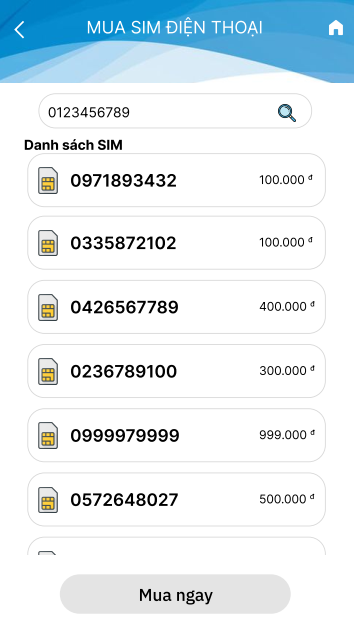 MUA SIM ĐIỆN THOẠI
0123456789
Danh sách SIM
0971893432 100.000 đ
0335872102 100.000 đ
0426567789 400.000 đ
0236789100 300.000 đ
0999979999 999.000 đ
0572648027 500.000 đ
Mua ngay